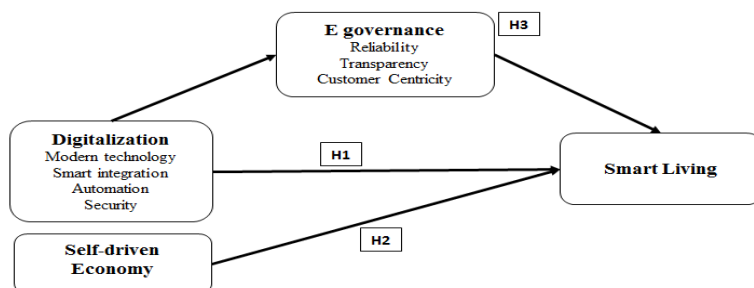 E governance
Reliability
Transparency
Customer Centricity
H3
Digitalization
Modern technology
Smart integration
Automation
Security
H1
Smart Living
H2
Self-driven
Economy